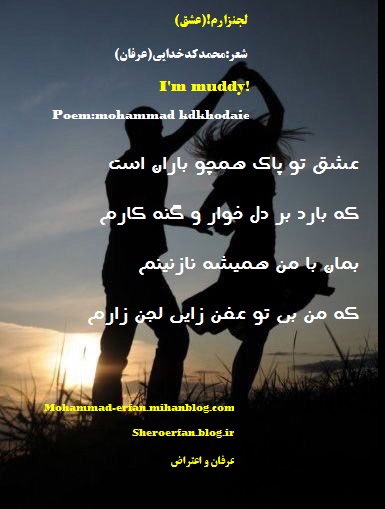 لجنزارم!(عشق)
شعر:محمدکدخدایی(عرفان)
I'm muddy!
Poem:mohammad kdkhodaie
عشق تو پاک همچو باران است
که بارد بر دل خوار و گنه کارم
بمان با من همیشه نازنینم
که من بی تو عفن زایی لجن زارم
Mohammad-erfan.mihanblog.com
Sheroerfan.blog.ir
عرفان و اعتراض